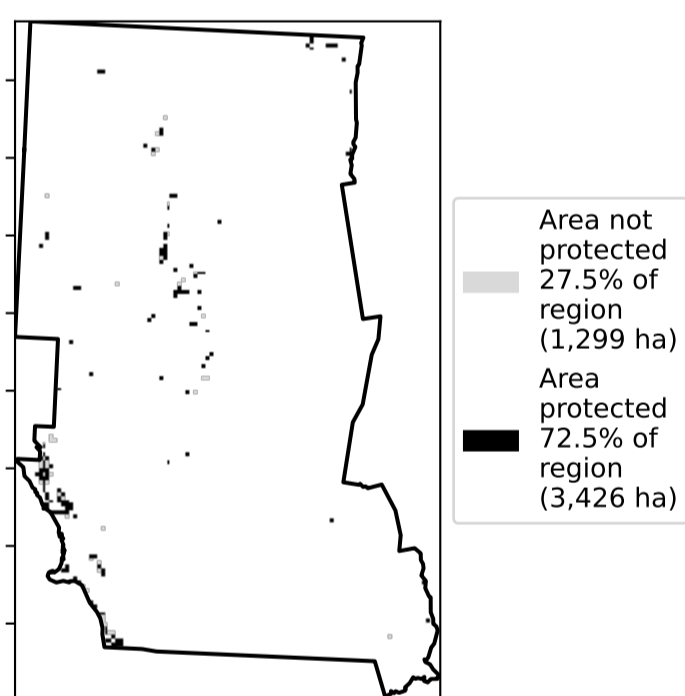 Area not
protected
27.5% of
region
(1,299 ha)
Area
protected
72.5% of
region
(3,426 ha)